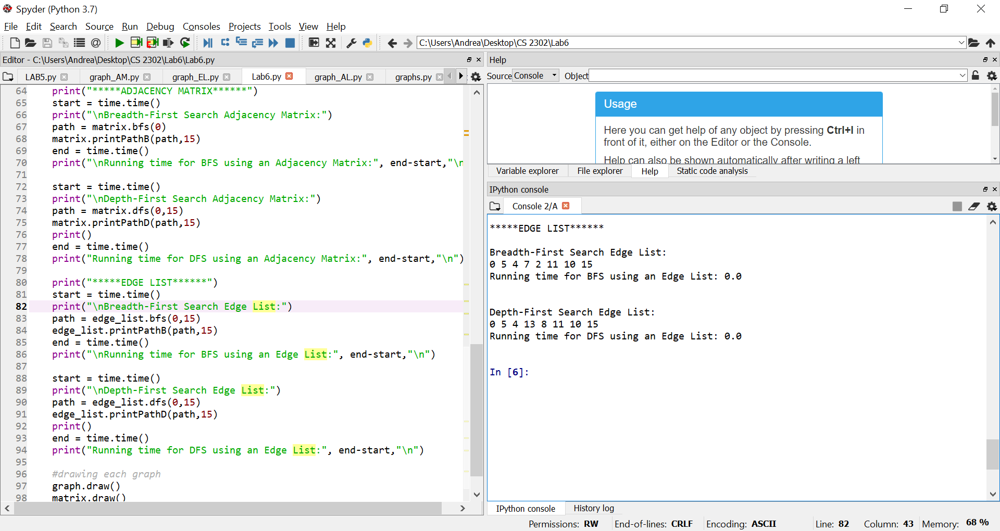 Spyder (Python 3.7)
File Edit Search Source Run Debug Consoles Projects Tools View Help
C:\Users\Andrea\Desktop\CS 2302\Lab6
Editor - C:\Users\Andrea\Desktop\CS 2302\Lab6\Lab6.py
LAB5.py graph_AM.py graph_EL.py Lab6.py graph_AL.py graphs.py
64 print("*****ADJACENCY MATRIX******")
65 start = time.time()
66 print("\nBreadth-First Search Adjacency Matrix:")
67 path = matrix.bfs(0)
68 matrix.printPathB(path,15)
69 end = time.time()
70 print("\nRunning time for BFS using an Adjacency Matrix:", end-start,"\n
71
72 start = time.time()
73 print("\nDepth-First Search Adjacency Matrix:")
74 path = matrix.dfs(0,15)
75 matrix.printPathD(path,15)
76 print()
77 end = time.time()
78 print("Running time for DFS using an Adjacency Matrix:", end-start,"\n")
79
80 print("*****EDGE LIST******")
81 start = time.time()
82 print("\nBreadth-First Search Edge List:")
83 path = edge_list.bfs(0,15)
84 edge_list.printPathB(path,15)
85 end = time.time()
86 print("\nRunning time for BFS using an Edge List:", end-start,"\n")
87
88 start = time.time()
89 print("\nDepth-First Search Edge List:")
90 path = edge_list.dfs(0,15)
91 edge_list.printPathD(path,15)
92 print()
93 end = time.time()
94 print("Running time for DFS using an Edge List:", end-start,"\n")
95
96 #drawing each graph
97 graph.draw()
98 matrix.draw()
Help
Source Console Object
Usage
Here you can get help of any object by pressing Ctrl+I in
front of it, either on the Editor or the Console.
Help can also be shown automatically after writing a left
Variable explorer File explorer Help Static code analysis
IPython console
Console 2/A
*****EDGE LIST******
Breadth-First Search Edge List:
0 5 4 7 2 11 10 15
Running time for BFS using an Edge List: 0.0
Depth-First Search Edge List:
0 5 4 13 8 11 10 15
Running time for DFS using an Edge List: 0.0
In [6]:
IPython console History log
Permissions: RW End-of-lines: CRLF Encoding: ASCII Line: 82 Column: 43 Memory: 68 %